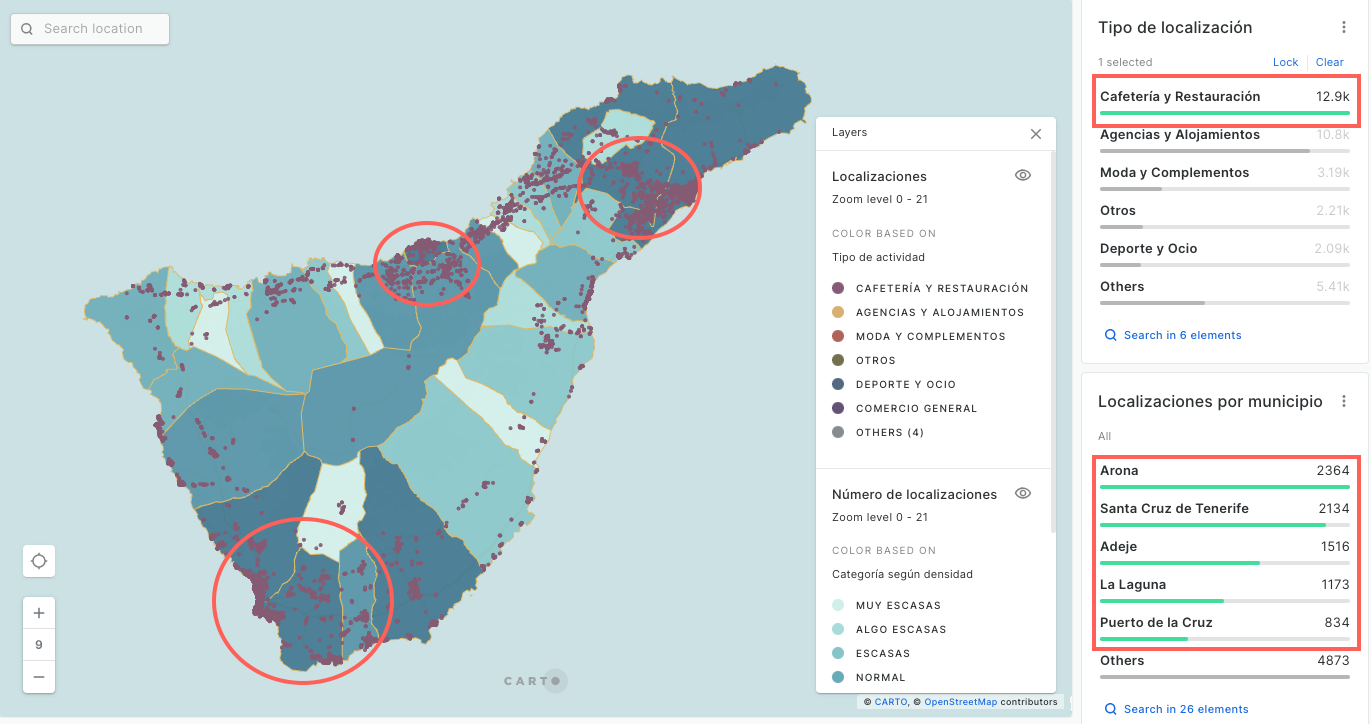 Search location
+
9
−
CARTO
Layers
Localizaciones
Zoom level 0 - 21
COLOR BASED ON
Tipo de actividad
CAFETERÍA Y RESTAURACIÓN
AGENCIAS Y ALOJAMIENTOS
MODA Y COMPLEMENTOS
OTROS
DEPORTE Y OCIO
COMERCIO GENERAL
OTHERS (4)
Número de localizaciones
Zoom level 0 - 21
COLOR BASED ON
Categoría según densidad
MUY ESCASAS
ALGO ESCASAS
ESCASAS
NORMAL
© CARTO, © OpenStreetMap contributors
Tipo de localización
1 selected Lock Clear
Cafetería y Restauración 12.9k
Agencias y Alojamientos 10.8k
Moda y Complementos 3.19k
Otros 2.21k
Deporte y Ocio 2.09k
Others 5.41k
Search in 6 elements
Localizaciones por municipio
All
Arona 2364
Santa Cruz de Tenerife 2134
Adeje 1516
La Laguna 1173
Puerto de la Cruz 834
Others 4873
Search in 26 elements